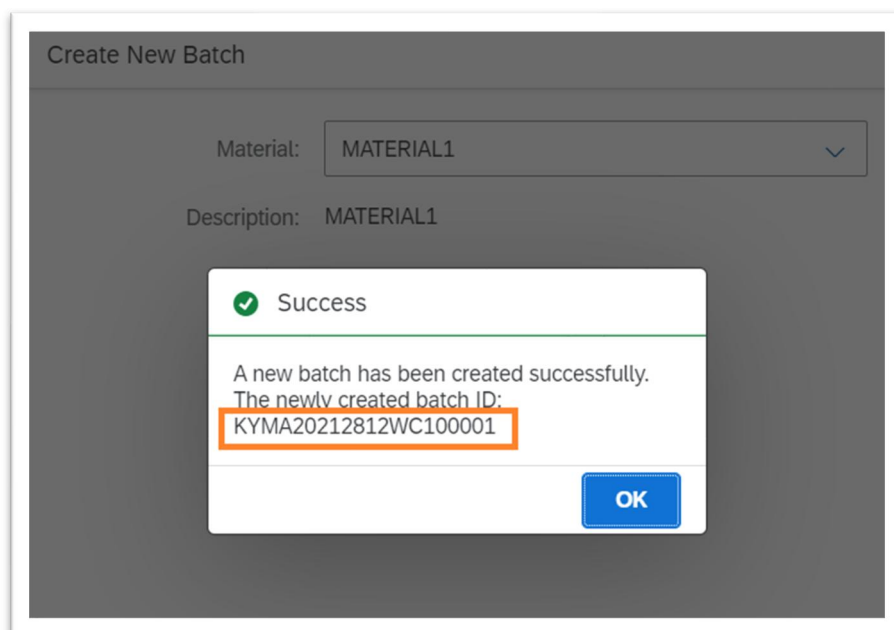 Create New Batch
Material: MATERIAL1
Description: MATERIAL1
Success
A new batch has been created successfully.
The newly created batch ID:
KYMA20212812WC100001
OK